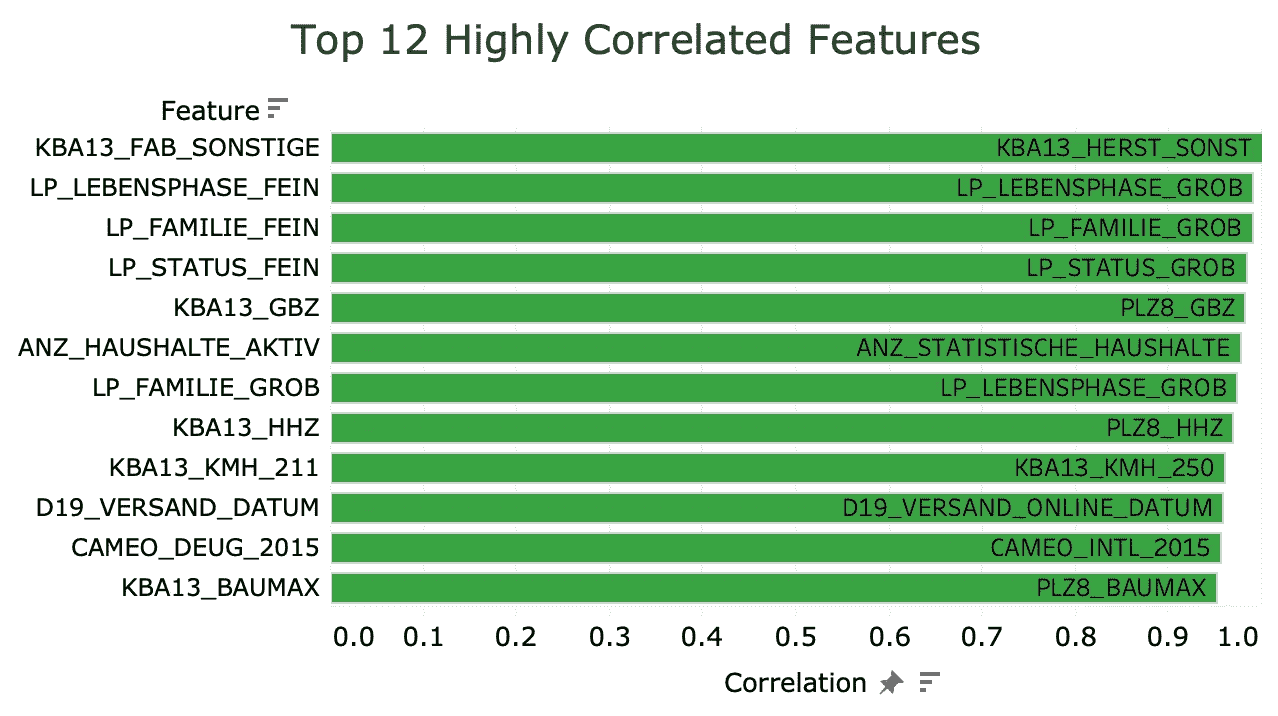 Top 12 Highly Correlated Features
Feature
KBA13_FAB_SONSTIGE KBA13_HERST_SONST
LP_LEBENSPHASE_FEIN LP_LEBENSPHASE_GROB
LP_FAMILIE_FEIN LP_FAMILIE_GROB
LP_STATUS_FEIN LP_STATUS_GROB
KBA13_GBZ PLZ8_GBZ
ANZ_HAUSHALTE_AKTIV ANZ_STATISTISCHE_HAUSHALTE
LP_FAMILIE_GROB LP_LEBENSPHASE_GROB
KBA13_HHZ PLZ8_HHZ
KBA13_KMH_211 KBA13_KMH_250
D19_VERSAND_DATUM D19_VERSAND_ONLINE_DATUM
CAMEO_DEUG_2015 CAMEO_INTL_2015
KBA13_BAUMAX PLZ8_BAUMAX
0.0 0.1 0.2 0.3 0.4 0.5 0.6 0.7 0.8 0.9 1.0
Correlation